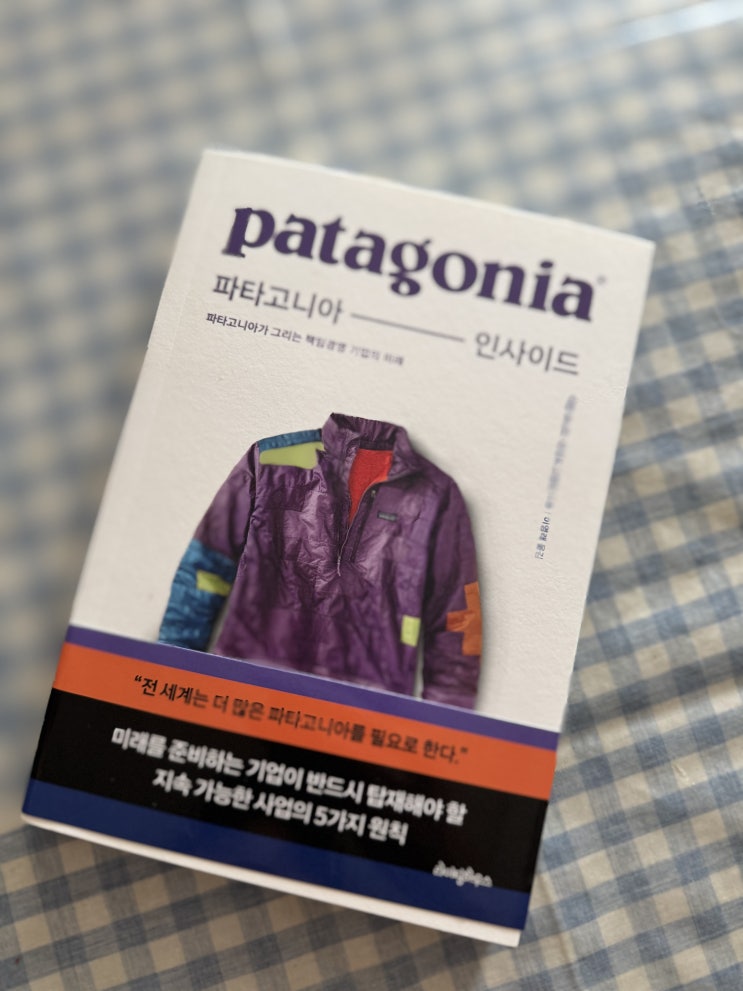 patagonia
파타고니아 인사이드
파타고니아가 그리는 책임경영 기업의 미래
“전 세계는 더 많은 파타고니아를 필요로 한다.”
미래를 준비하는 기업이 반드시 탑재해야 할
지속 가능한 사업의 5가지 원칙